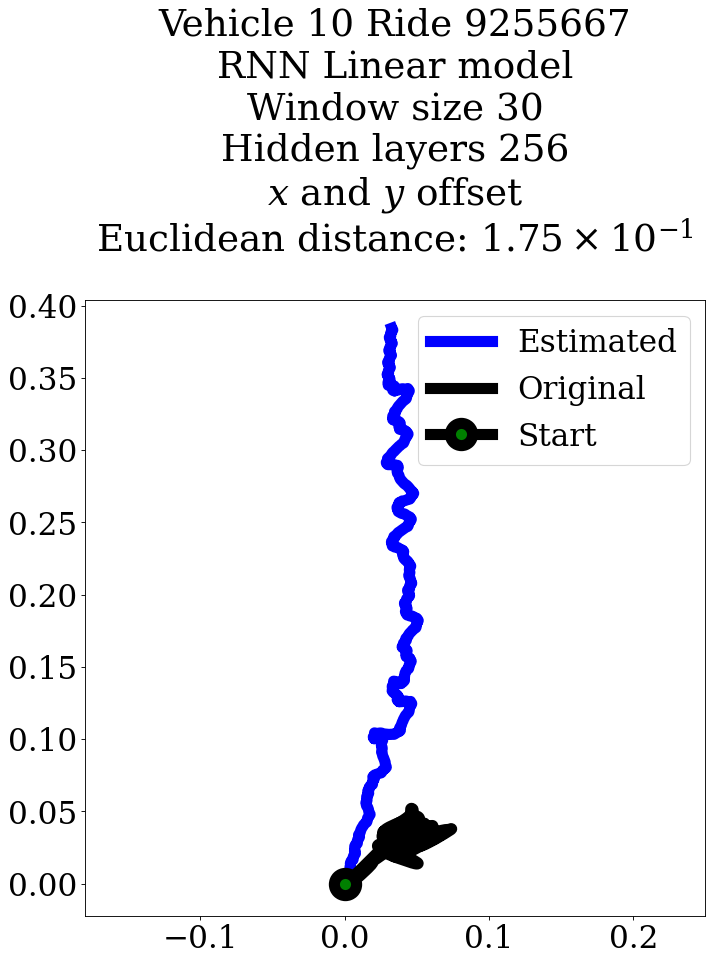 Vehicle 10 Ride 9255667
RNN Linear model
Window size 30
Hidden layers 256
x and y offset
Euclidean distance: 1.75 × 10⁻¹
0.40
0.35
0.30
0.25
0.20
0.15
0.10
0.05
0.00
Estimated
Original
Start
−0.1 0.0 0.1 0.2